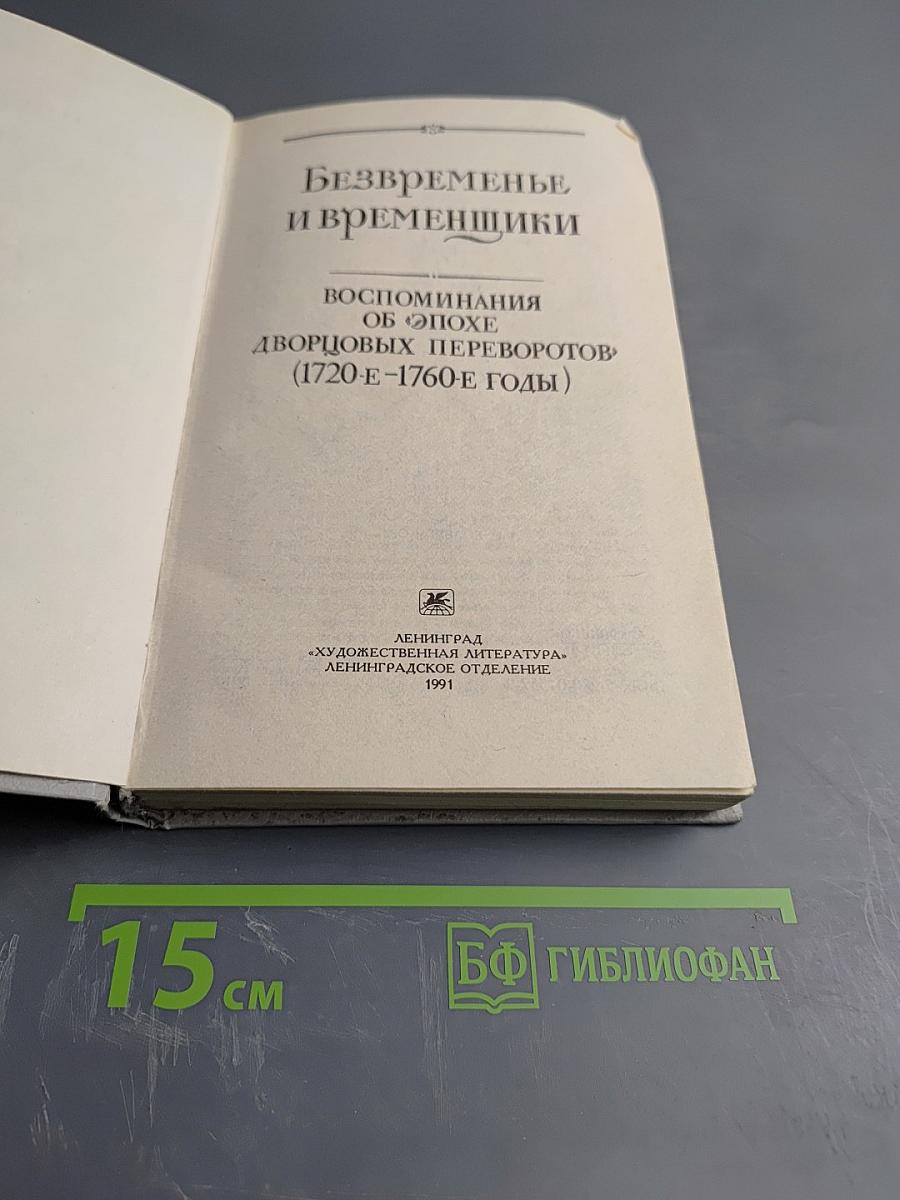 Безвременье
и временщики
ВОСПОМИНАНИЯ
ОБ «ЭПОХЕ
ДВОРЦОВЫХ ПЕРЕВОРОТОВ»
(1720-Е–1760-Е ГОДЫ)
ЛЕНИНГРАД
«ХУДОЖЕСТВЕННАЯ ЛИТЕРАТУРА»
ЛЕНИНГРАДСКОЕ ОТДЕЛЕНИЕ
1991
15 см
БФ ГИБЛИОФАН